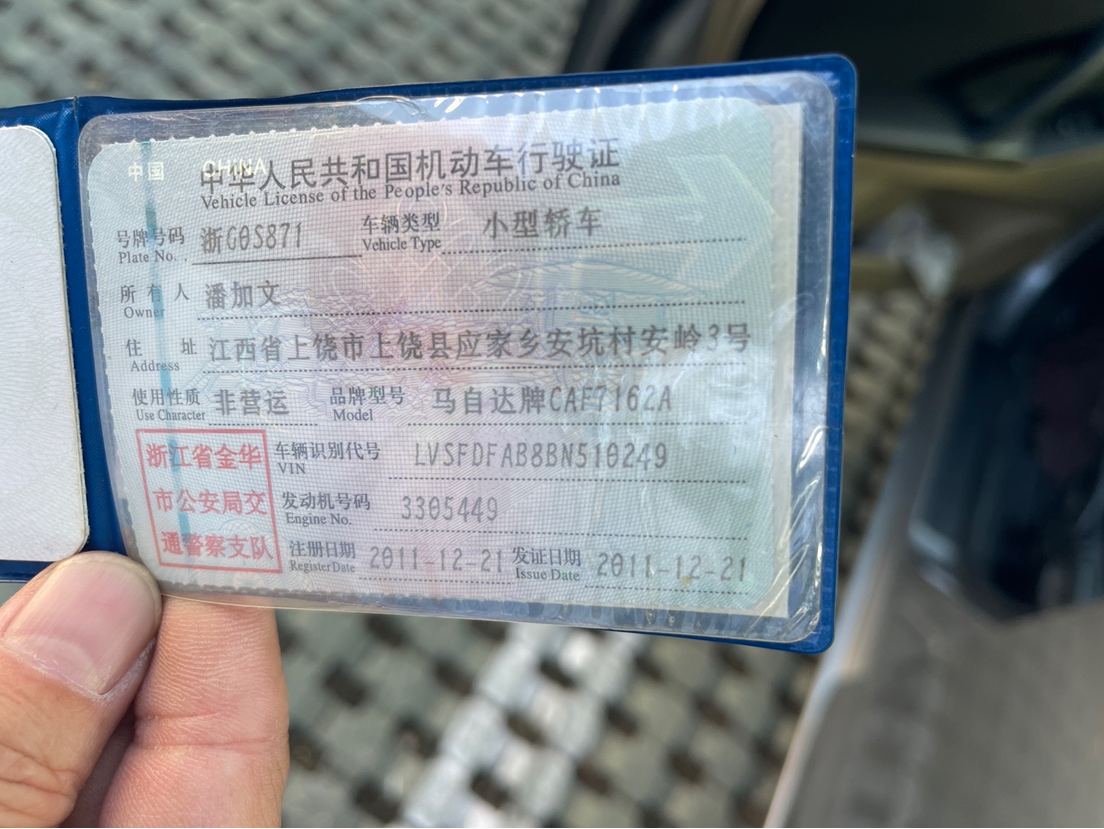 中国 CHINA
中华人民共和国机动车行驶证
Vehicle License of the People's Republic of China
号牌号码 浙G0S871 车辆类型 小型轿车
Plate No. Vehicle Type
所有人 潘加文
Owner
住址 江西省上饶市上饶县应家乡安坑村安岭3号
Address
使用性质 非营运 品牌型号 马自达牌CAF7162A
Use Character Model
浙江省金华
市公安局交
通警察支队
车辆识别代号 LVSFDFAB8BN510249
VIN
发动机号码 3305449
Engine No.
注册日期 2011-12-21 发证日期 2011-12-21
Register Date Issue Date